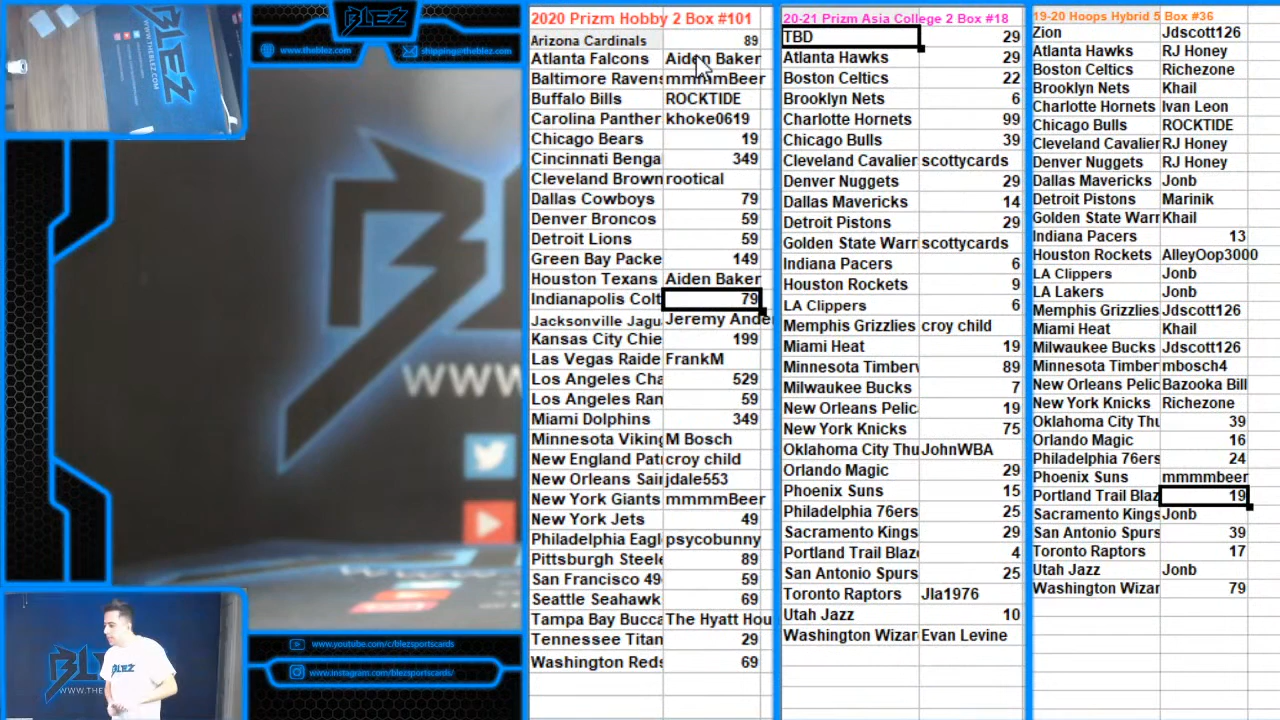 BLEZ
www.theblez.com
shipping@theblez.com
BLEZ
WWW.THEBLEZ.COM
WWW
www.youtube.com/c/blezsportscards
www.instagram.com/blezsportscards/
BLEZ
BLEZ
WWW.THE
2020 Prizm Hobby 2 Box #101
Arizona Cardinals 89
Atlanta Falcons Aiden Baker
Baltimore Ravens mmmmBeer
Buffalo Bills ROCKTIDE
Carolina Panther khoke0619
Chicago Bears 19
Cincinnati Benga 349
Cleveland Brown rootical
Dallas Cowboys 79
Denver Broncos 59
Detroit Lions 59
Green Bay Packe 149
Houston Texans Aiden Baker
Indianapolis Colt 79
Jacksonville Jagu Jeremy Ander
Kansas City Chie 199
Las Vegas Raide FrankM
Los Angeles Cha 529
Los Angeles Ran 59
Miami Dolphins 349
Minnesota Viking M Bosch
New England Pat croy child
New Orleans Sai jdale553
New York Giants mmmmBeer
New York Jets 49
Philadelphia Eagl psycobunny
Pittsburgh Steele 89
San Francisco 49 59
Seattle Seahawk 69
Tampa Bay Bucca The Hyatt Hou
Tennessee Titan 29
Washington Reds 69
20-21 Prizm Asia College 2 Box #18
TBD 29
Atlanta Hawks 29
Boston Celtics 22
Brooklyn Nets 6
Charlotte Hornets 99
Chicago Bulls 39
Cleveland Cavalier scottycards
Denver Nuggets 29
Dallas Mavericks 14
Detroit Pistons 29
Golden State Warr scottycards
Indiana Pacers 6
Houston Rockets 9
LA Clippers 6
Memphis Grizzlies croy child
Miami Heat 19
Minnesota Timberv 89
Milwaukee Bucks 7
New Orleans Pelic 19
New York Knicks 75
Oklahoma City Thu JohnWBA
Orlando Magic 29
Phoenix Suns 15
Philadelphia 76ers 25
Sacramento Kings 29
Portland Trail Blaz 4
San Antonio Spurs 25
Toronto Raptors Jla1976
Utah Jazz 10
Washington Wizar Evan Levine
19-20 Hoops Hybrid 5 Box #36
Zion Jdscott126
Atlanta Hawks RJ Honey
Boston Celtics Richezone
Brooklyn Nets Khail
Charlotte Hornets Ivan Leon
Chicago Bulls ROCKTIDE
Cleveland Cavalier RJ Honey
Denver Nuggets RJ Honey
Dallas Mavericks Jonb
Detroit Pistons Marinik
Golden State Warr Khail
Indiana Pacers 13
Houston Rockets AlleyOop3000
LA Clippers Jonb
LA Lakers Jonb
Memphis Grizzlies Jdscott126
Miami Heat Khail
Milwaukee Bucks Jdscott126
Minnesota Timber mbosch4
New Orleans Pelic Bazooka Bill
New York Knicks Richezone
Oklahoma City Thu 39
Orlando Magic 16
Philadelphia 76ers 24
Phoenix Suns mmmmbeer
Portland Trail Blaz 19
Sacramento Kings Jonb
San Antonio Spurs 39
Toronto Raptors 17
Utah Jazz Jonb
Washington Wizar 79